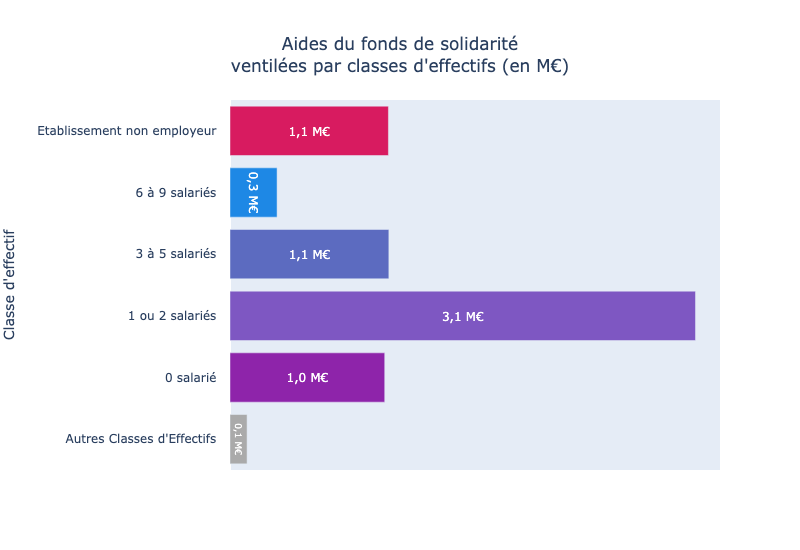 Aides du fonds de solidarité
ventilées par classes d'effectifs (en M€)
Classe d'effectif
Etablissement non employeur
1,1 M€
6 à 9 salariés
0,3 M€
3 à 5 salariés
1,1 M€
1 ou 2 salariés
3,1 M€
0 salarié
1,0 M€
Autres Classes d'Effectifs
0,1 M€